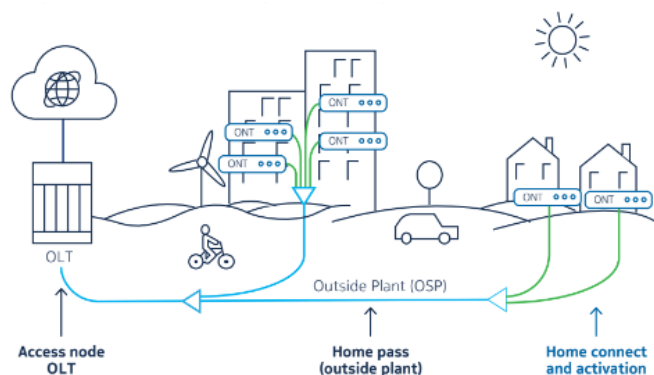 ONT
ONT
ONT
ONT
ONT
ONT
OLT
Outside Plant (OSP)
Access node
OLT
Home pass
(outside plant)
Home connect
and activation